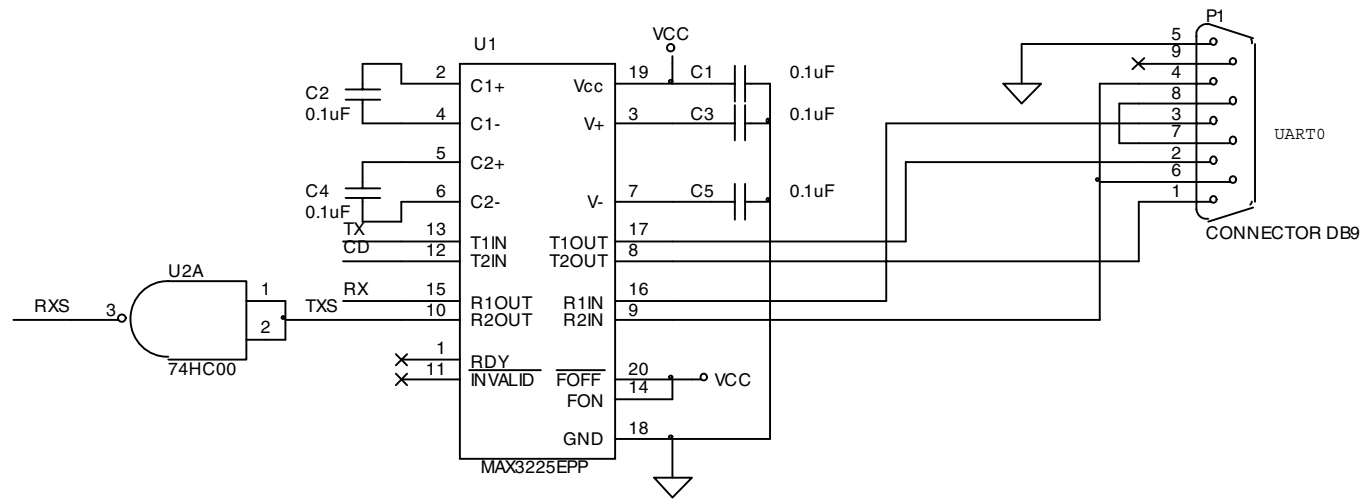 P1
VCC
U1
5
9
2
19
C1
0.1uF
4
C2
C1+
Vcc
8
0.1uF
4
C1-
V+
3
C3
0.1uF
3
7
UART0
5
C2+
2
C4
6
C2-
V-
7
C5
0.1uF
6
0.1uF
1
TX
13
T1IN
T1OUT
17
CONNECTOR DB9
CD
12
T2IN
T2OUT
8
U2A
RX
15
R1OUT
R1IN
16
RXS
3
1
TXS
10
R2OUT
R2IN
9
2
74HC00
1
RDY
11
INVALID
FOFF
20
VCC
FON
14
GND
18
MAX3225EPP